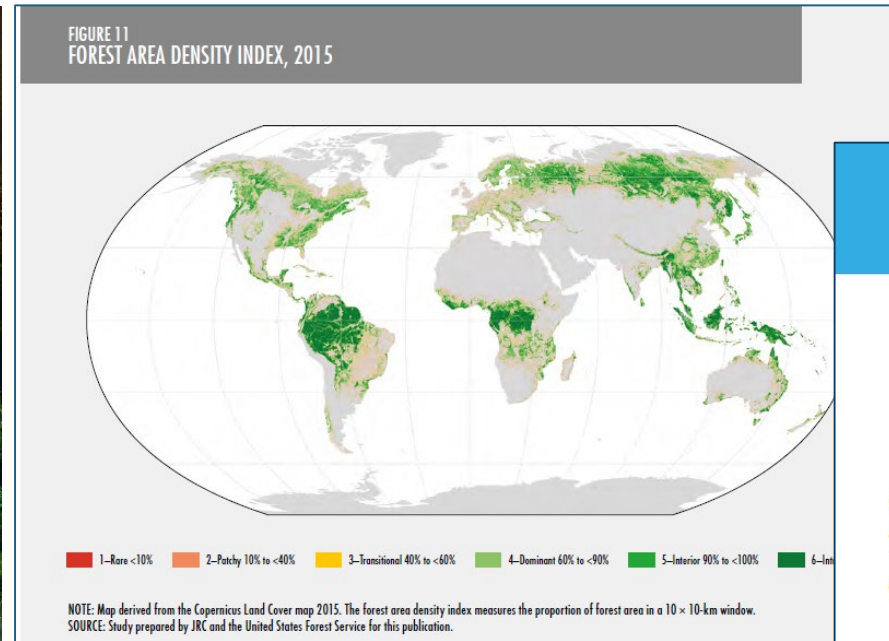 FIGURE 11
FOREST AREA DENSITY INDEX, 2015
1–Rare <10% 2–Patchy 10% to <40% 3–Transitional 40% to <60% 4–Dominant 60% to <90% 5–Interior 90% to <100% 6–Int
NOTE: Map derived from the Copernicus Land Cover map 2015. The forest area density index measures the proportion of forest area in a 10 × 10-km window.
SOURCE: Study prepared by JRC and the United States Forest Service for this publication.